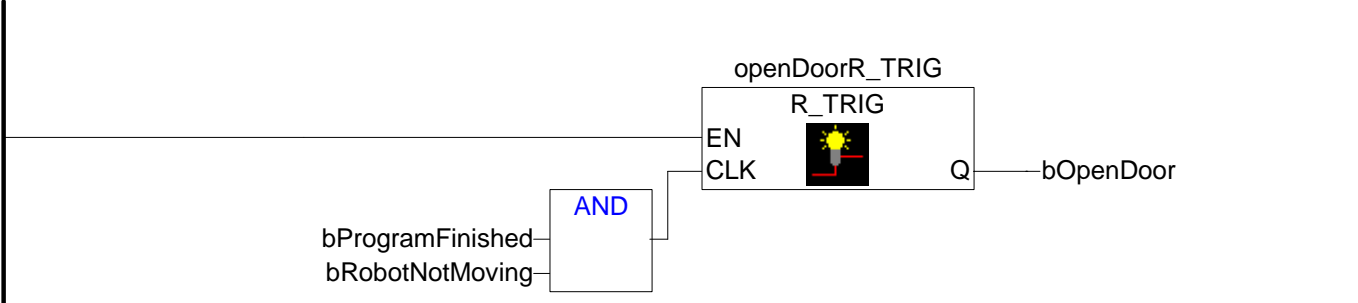 openDoorR_TRIG
R_TRIG
EN
CLK
Q
bOpenDoor
AND
bProgramFinished
bRobotNotMoving